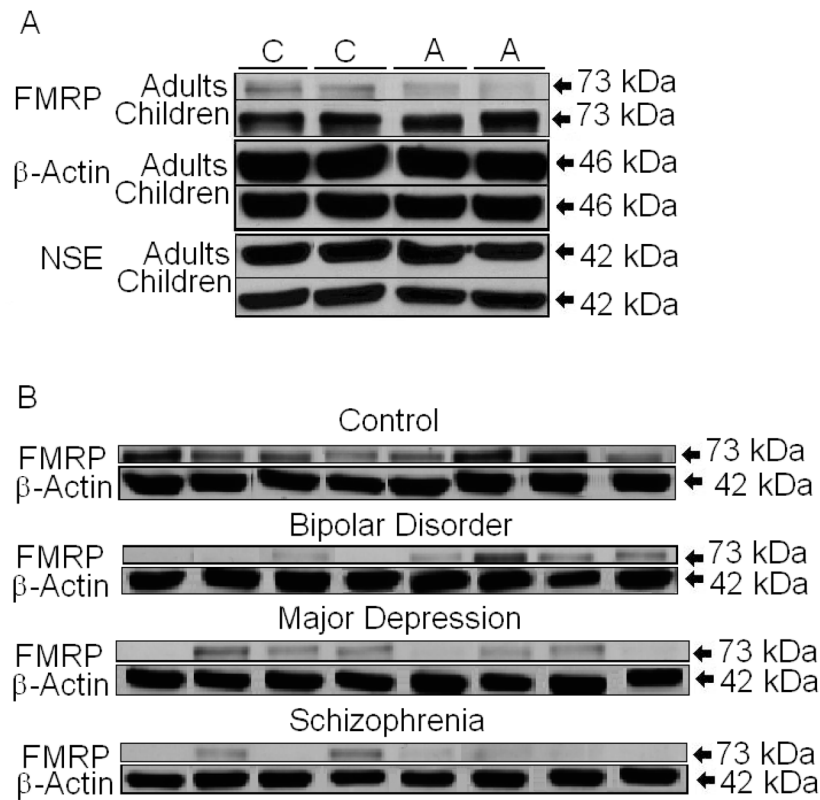 A
C C A A
FMRP Adults 73 kDa
Children 73 kDa
β-Actin Adults 46 kDa
Children 46 kDa
NSE Adults 42 kDa
Children 42 kDa
B
Control
FMRP 73 kDa
β-Actin 42 kDa
Bipolar Disorder
FMRP 73 kDa
β-Actin 42 kDa
Major Depression
FMRP 73 kDa
β-Actin 42 kDa
Schizophrenia
FMRP 73 kDa
β-Actin 42 kDa